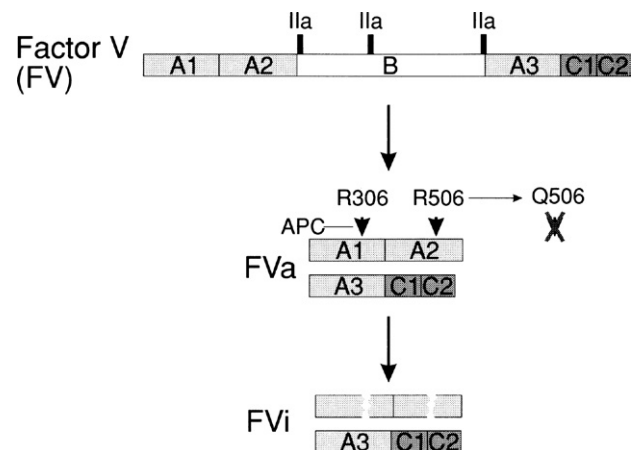 IIa IIa IIa
Factor V
(FV)
A1 A2 B A3 C1 C2
R306 R506 Q506
APC
A1 A2
FVa
A3 C1 C2
FVi
A3 C1 C2